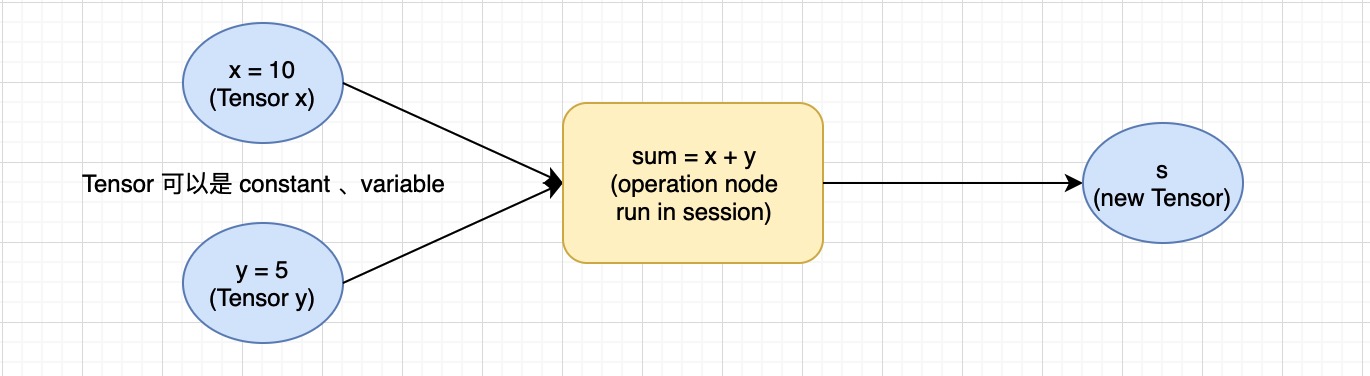 x = 10
(Tensor x)
Tensor 可以是 constant 、variable
y = 5
(Tensor y)
sum = x + y
(operation node
run in session)
s
(new Tensor)